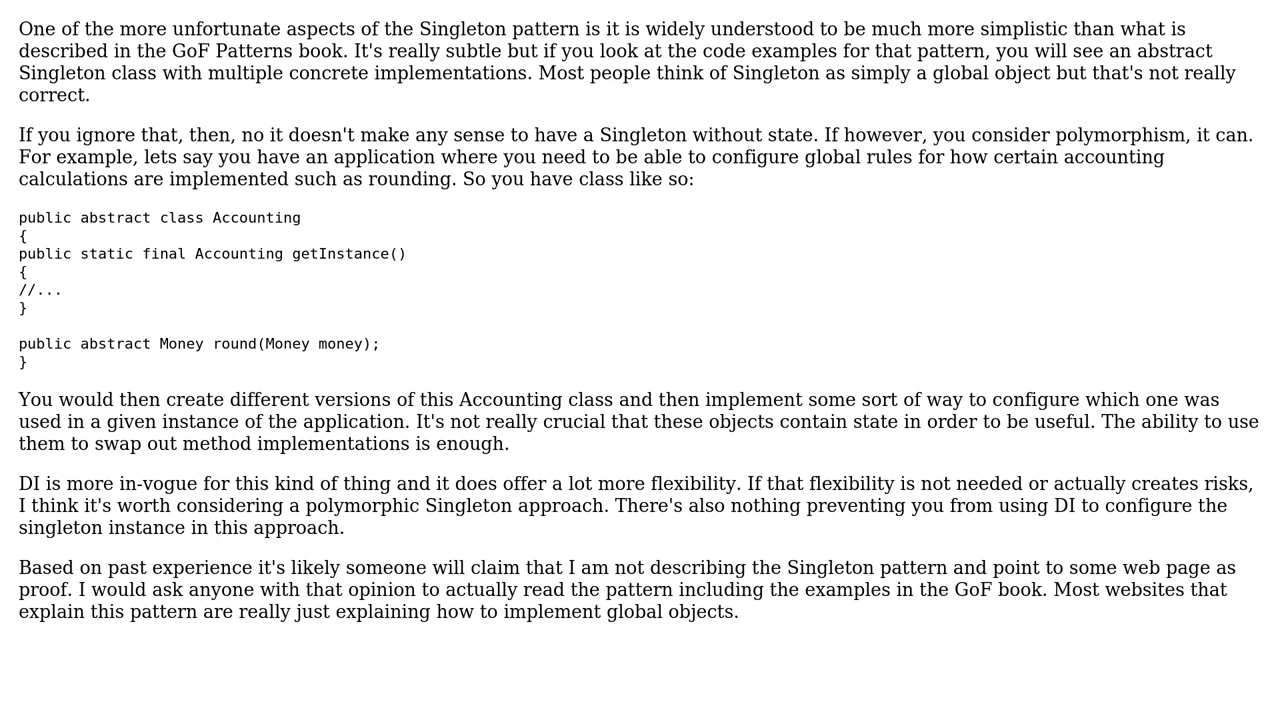 One of the more unfortunate aspects of the Singleton pattern is it is widely understood to be much more simplistic than what is
described in the GoF Patterns book. It's really subtle but if you look at the code examples for that pattern, you will see an abstract
Singleton class with multiple concrete implementations. Most people think of Singleton as simply a global object but that's not really
correct.
If you ignore that, then, no it doesn't make any sense to have a Singleton without state. If however, you consider polymorphism, it can.
For example, lets say you have an application where you need to be able to configure global rules for how certain accounting
calculations are implemented such as rounding. So you have class like so:
public abstract class Accounting
{
public static final Accounting getInstance()
{
//...
}
public abstract Money round(Money money);
}
You would then create different versions of this Accounting class and then implement some sort of way to configure which one was
used in a given instance of the application. It's not really crucial that these objects contain state in order to be useful. The ability to use
them to swap out method implementations is enough.
DI is more in-vogue for this kind of thing and it does offer a lot more flexibility. If that flexibility is not needed or actually creates risks,
I think it's worth considering a polymorphic Singleton approach. There's also nothing preventing you from using DI to configure the
singleton instance in this approach.
Based on past experience it's likely someone will claim that I am not describing the Singleton pattern and point to some web page as
proof. I would ask anyone with that opinion to actually read the pattern including the examples in the GoF book. Most websites that
explain this pattern are really just explaining how to implement global objects.